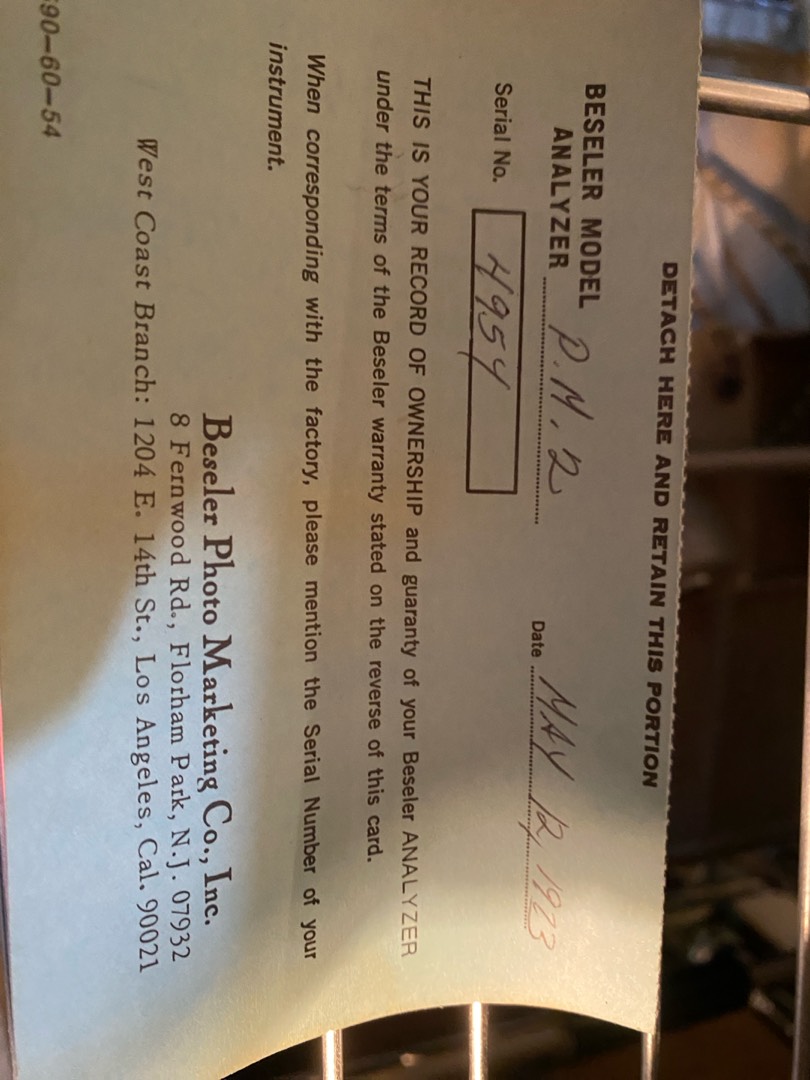 DETACH HERE AND RETAIN THIS PORTION
BESELER MODEL
ANALYZER P.M. 2 Date MAY 12, 1973
Serial No. 4954
THIS IS YOUR RECORD OF OWNERSHIP and guaranty of your Beseler ANALYZER
under the terms of the Beseler warranty stated on the reverse of this card.
When corresponding with the factory, please mention the Serial Number of your
instrument.
Beseler Photo Marketing Co., Inc.
8 Fernwood Rd., Florham Park, N.J. 07932
West Coast Branch: 1204 E. 14th St., Los Angeles, Cal. 90021
90-60-54